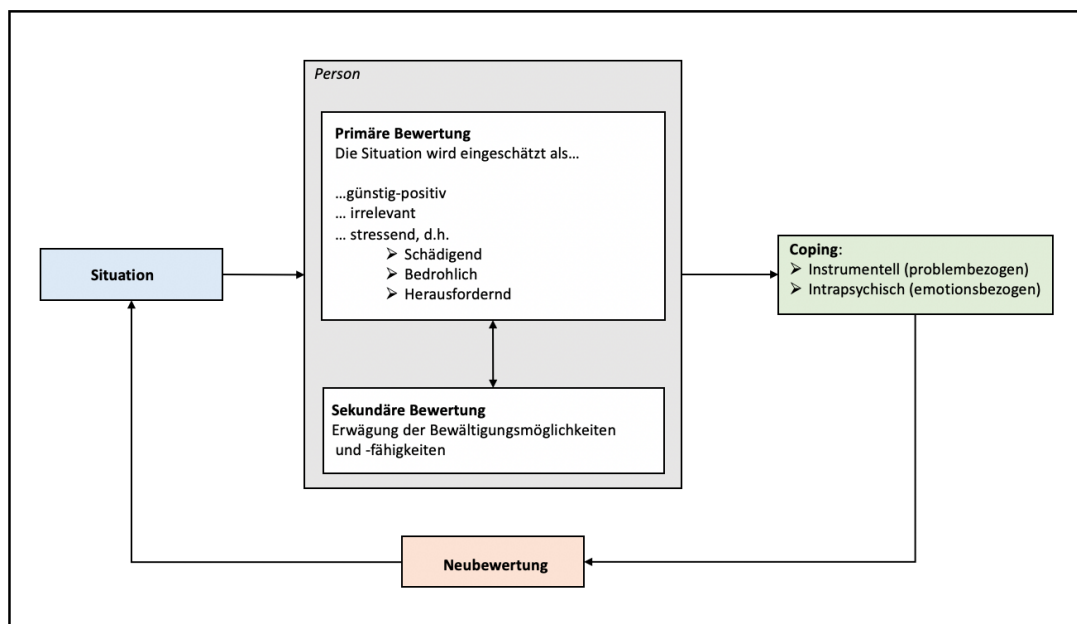 Person
Primäre Bewertung
Die Situation wird eingeschätzt als…
…günstig-positiv
… irrelevant
… stressend, d.h.
➢ Schädigend
➢ Bedrohlich
➢ Herausfordernd
Sekundäre Bewertung
Erwägung der Bewältigungsmöglichkeiten
und -fähigkeiten
Situation
Coping:
➢ Instrumentell (problembezogen)
➢ Intrapsychisch (emotionsbezogen)
Neubewertung